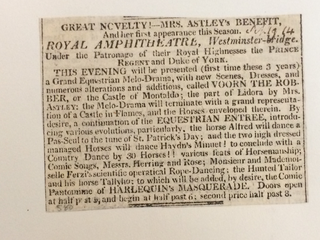 GREAT NOVELTY!—MRS. ASTLEY'S BENEFIT,
And her first appearance this Season.
ROYAL AMPHITHEATRE, Westminster-bridge.
Under the Patronage of their Royal Highnesses the PRINCE
REGENT and Duke of YORK.
THIS EVENING will be presented (first time these 3 years)
a Grand Equestrian Melo-Drama, with new Scenes, Dresses, and
numerous alterations and additions, called VOORN THE ROB-
BER, or the Castle of Montaldo; the part of Ludora by Mrs.
Astley; the Melo-Drama will terminate with a grand representa-
tion of a Castle in Flames, and the Horses enveloped therein. By
desire, a continuation of the EQUESTRIAN ENTREE, introdu-
cing various evolutions, particularly, the horse Alfred will dance a
Pas-Seul to the tune of St. Patrick's Day; and the two high dressed
managed Horses will dance Haydn's Minuet! to conclude with a
Country Dance by 30 Horses!! various feats of Horsemanship;
Comic Songs, Messrs. Herring and Rose; Monsieur and Mademoi-
selle Ferzi's scientific operatical Rope-Dancing; the Hunted Tailor
and his horse Tallyho; to which will be added, by desire, the Comic
Pantomime of HARLEQUIN'S MASQUERADE. Doors open
at half past 5, and begin at half past 6; second price half past 8.